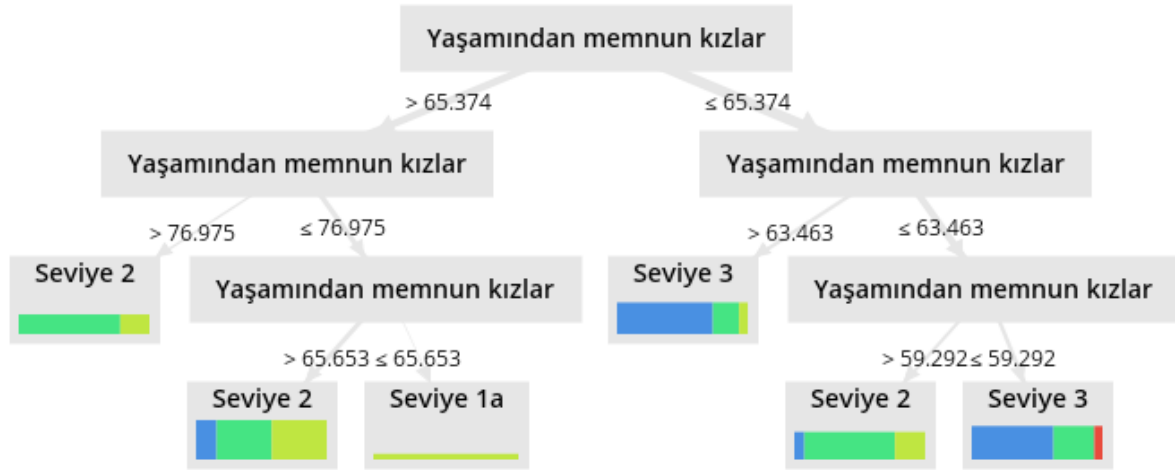 Yaşamından memnun kızlar
> 65.374 ≤ 65.374
Yaşamından memnun kızlar Yaşamından memnun kızlar
> 76.975 ≤ 76.975 > 63.463 ≤ 63.463
Seviye 2 Yaşamından memnun kızlar Seviye 3 Yaşamından memnun kızlar
> 65.653 ≤ 65.653 > 59.292 ≤ 59.292
Seviye 2 Seviye 1a Seviye 2 Seviye 3